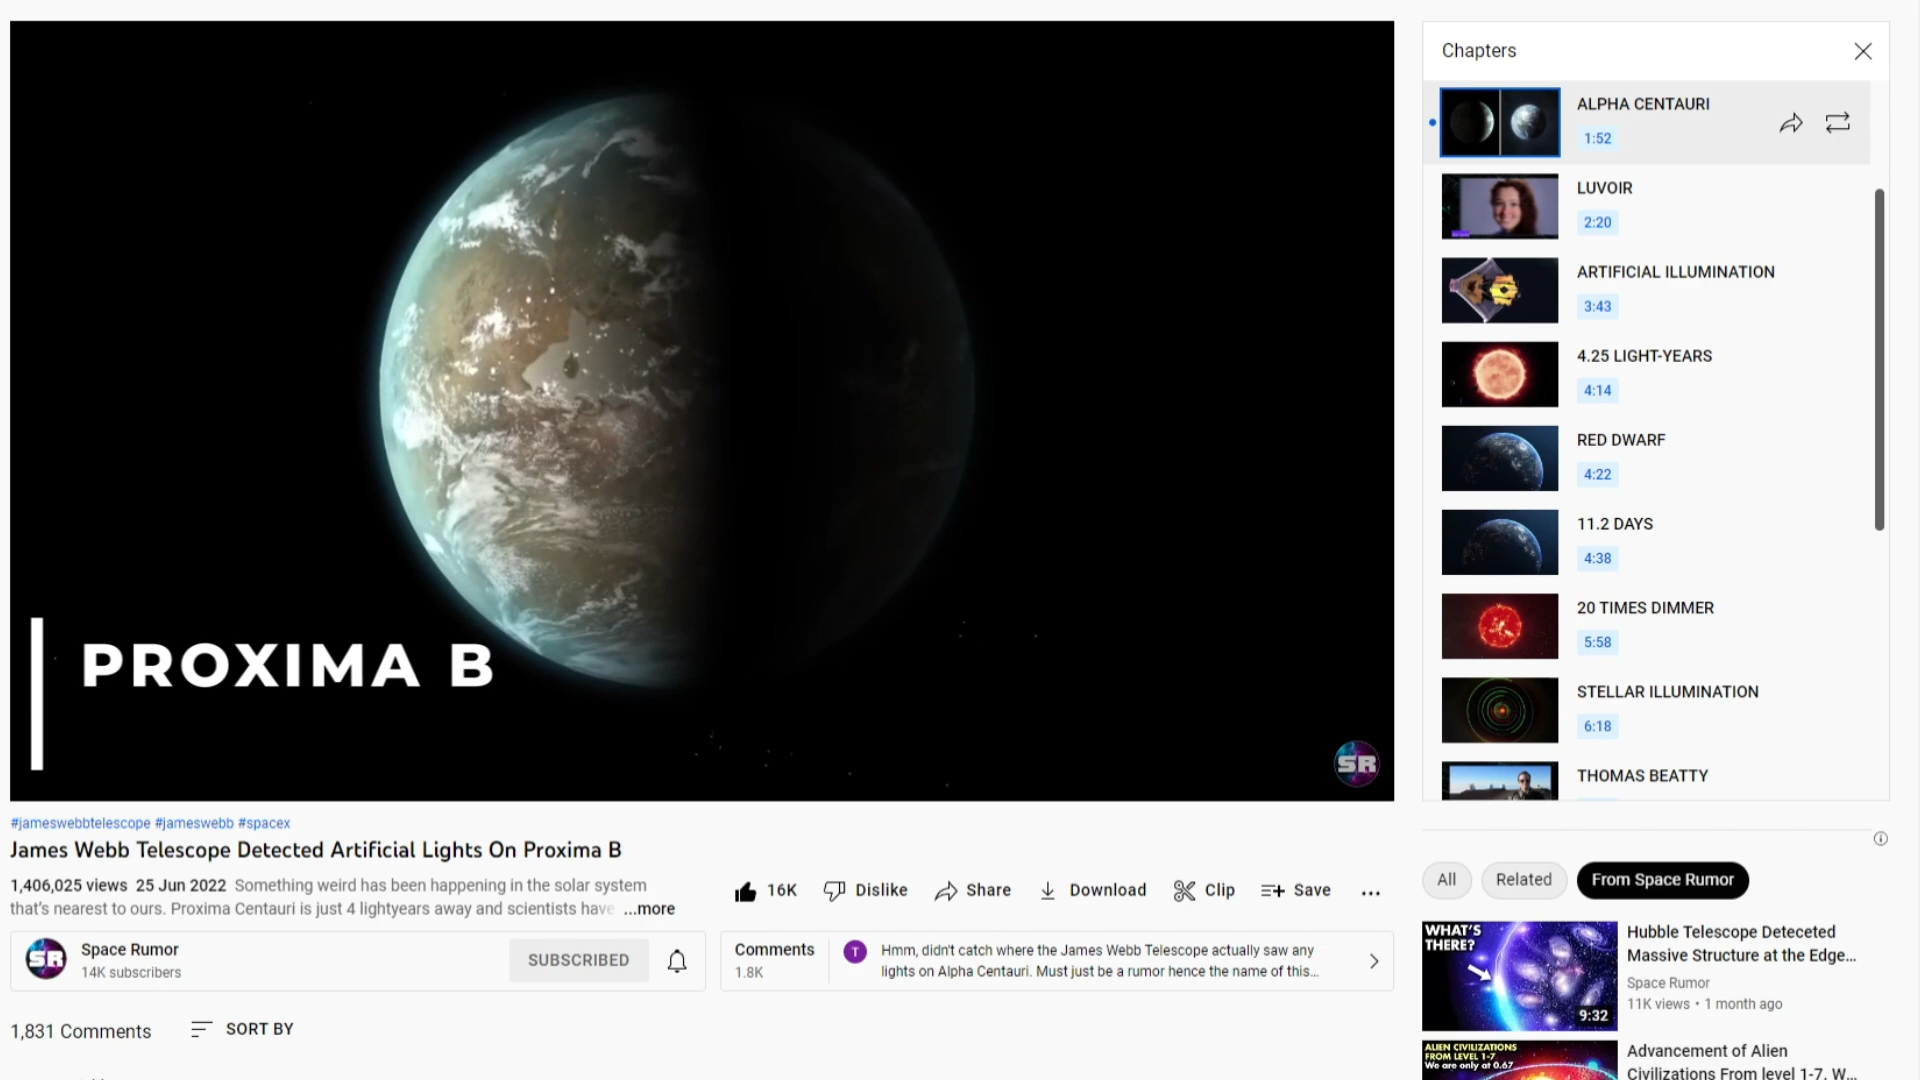 PROXIMA B
SR
#jameswebbtelescope #jameswebb #spacex
James Webb Telescope Detected Artificial Lights On Proxima B
1,406,025 views 25 Jun 2022 Something weird has been happening in the solar system
that's nearest to ours. Proxima Centauri is just 4 lightyears away and scientists have ...more
16K Dislike Share Download Clip Save ...
SR
Space Rumor
14K subscribers
SUBSCRIBED
Comments
1.8K
T
Hmm, didn't catch where the James Webb Telescope actually saw any
lights on Alpha Centauri. Must just be a rumor hence the name of this...
1,831 Comments SORT BY
Chapters
ALPHA CENTAURI
1:52
LUVOIR
2:20
ARTIFICIAL ILLUMINATION
3:43
4.25 LIGHT-YEARS
4:14
RED DWARF
4:22
11.2 DAYS
4:38
20 TIMES DIMMER
5:58
STELLAR ILLUMINATION
6:18
THOMAS BEATTY
All Related From Space Rumor
WHAT'S
THERE?
9:32
Hubble Telescope Deteceted
Massive Structure at the Edge...
Space Rumor
11K views • 1 month ago
ALIEN CIVILIZATIONS
FROM LEVEL 1-7
We are only at 0.67
Advancement of Alien
Civilizations From level 1-7. W...